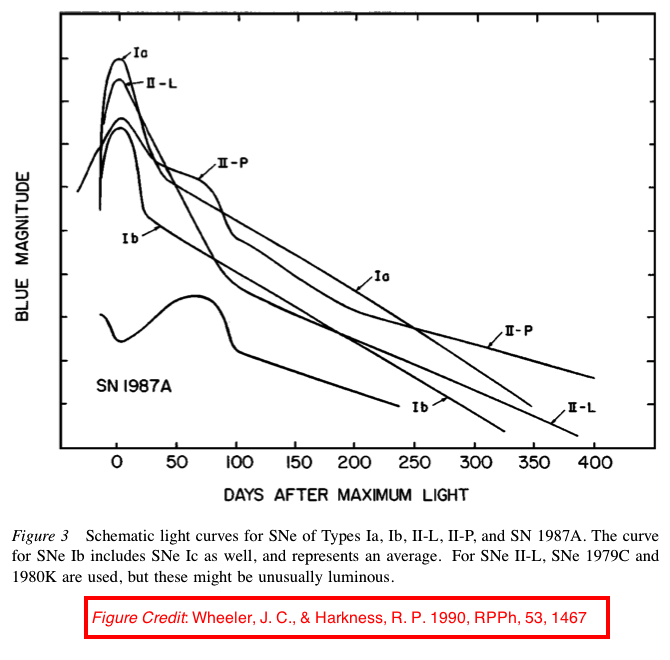 Ia
II-L
II-P
Ib
Ia
II-P
SN 1987A
Ib
II-L
BLUE MAGNITUDE
0 50 100 150 200 250 300 350 400
DAYS AFTER MAXIMUM LIGHT
Figure 3 Schematic light curves for SNe of Types Ia, Ib, II-L, II-P, and SN 1987A. The curve
for SNe Ib includes SNe Ic as well, and represents an average. For SNe II-L, SNe 1979C and
1980K are used, but these might be unusually luminous.
Figure Credit: Wheeler, J. C., & Harkness, R. P. 1990, RPPh, 53, 1467